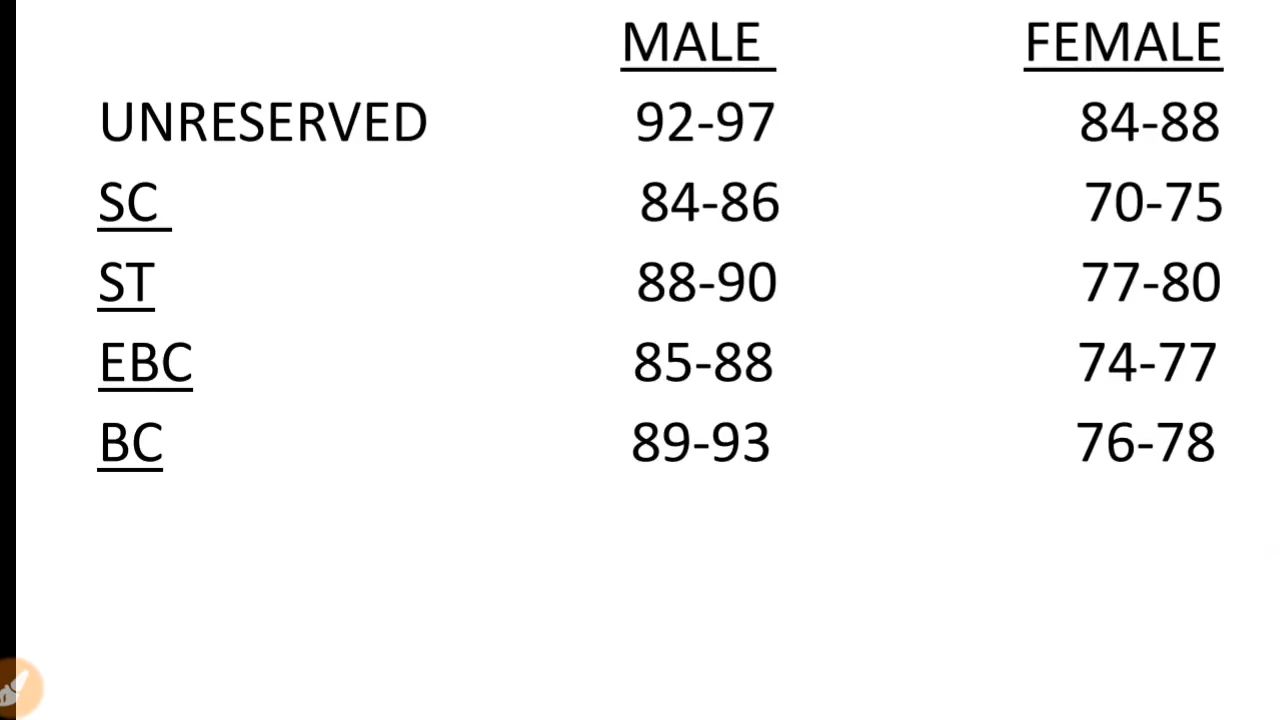 MALE FEMALE
UNRESERVED 92-97 84-88
SC 84-86 70-75
ST 88-90 77-80
EBC 85-88 74-77
BC 89-93 76-78